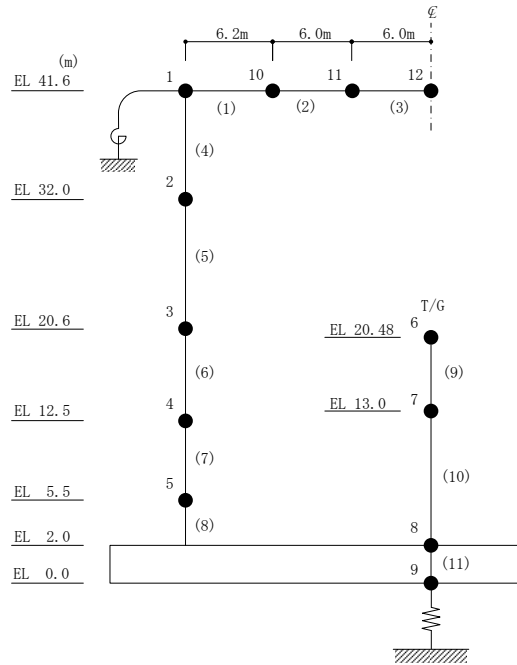 ℄
6.2m 6.0m 6.0m
(m)
EL 41.6 1 10 11 12
(1) (2) (3)
(4)
EL 32.0 2
(5)
T/G
EL 20.6 3 EL 20.48 6
(6) (9)
EL 12.5 4 EL 13.0 7
(7) (10)
EL 5.5 5
(8)
EL 2.0 8
(11)
EL 0.0 9